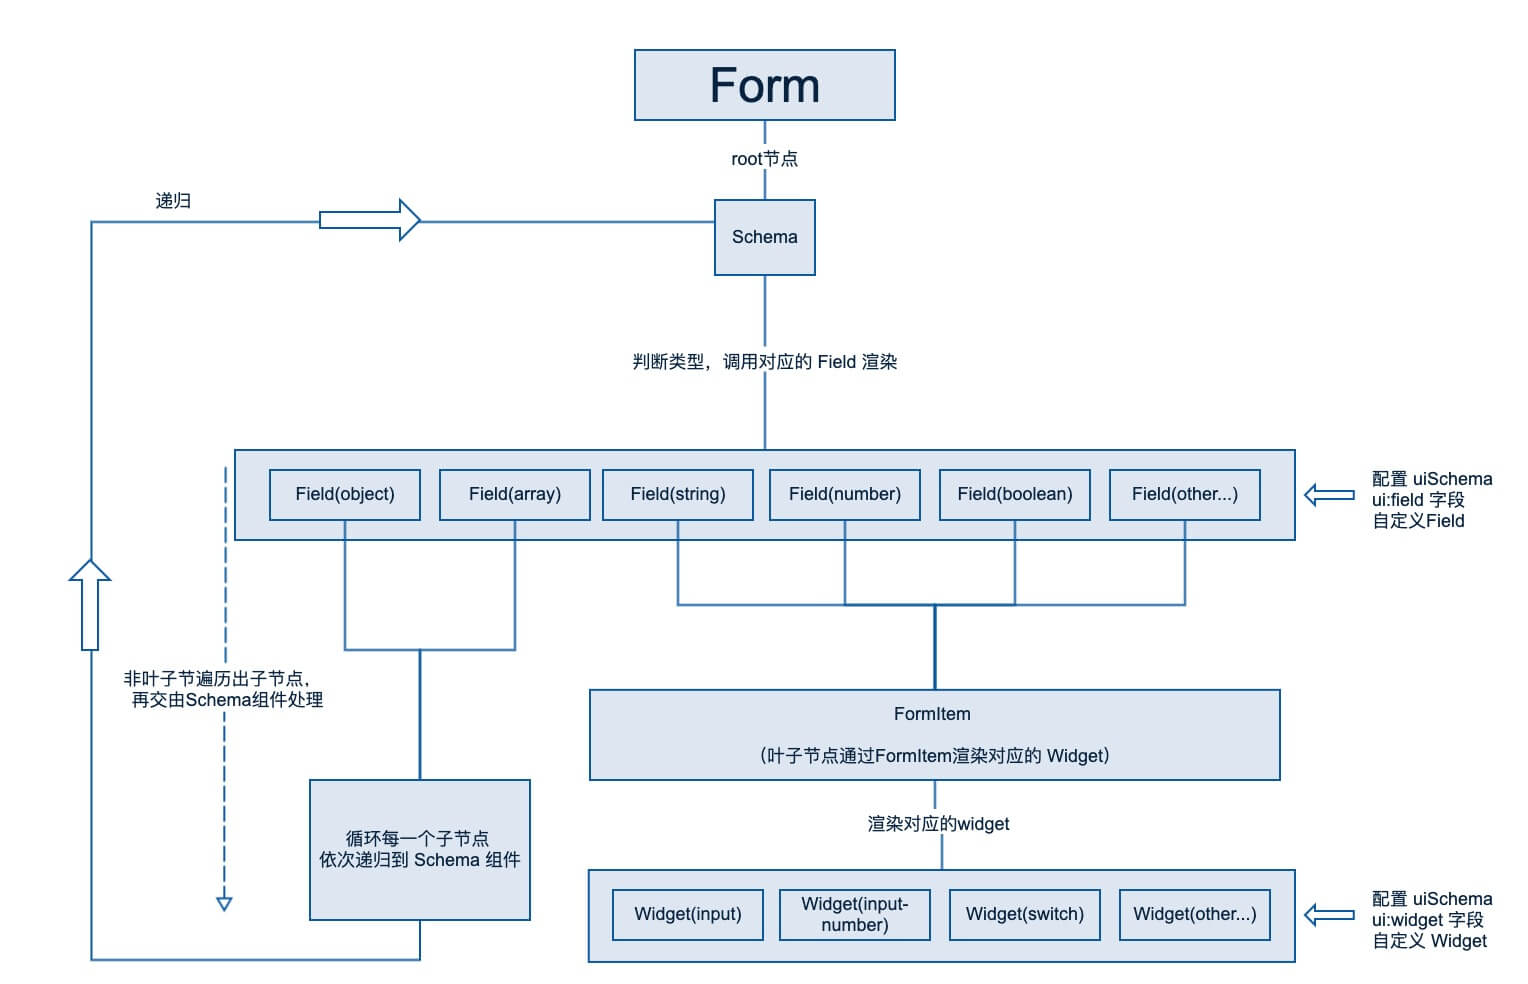 Form
root节点
递归
Schema
判断类型，调用对应的 Field 渲染
Field(object)
Field(array)
Field(string)
Field(number)
Field(boolean)
Field(other...)
配置 uiSchema
ui:field 字段
自定义Field
非叶子节遍历出子节点，
再交由Schema组件处理
FormItem
（叶子节点通过FormItem渲染对应的 Widget）
渲染对应的widget
循环每一个子节点
依次递归到 Schema 组件
Widget(input)
Widget(input-
number)
Widget(switch)
Widget(other...)
配置 uiSchema
ui:widget 字段
自定义 Widget